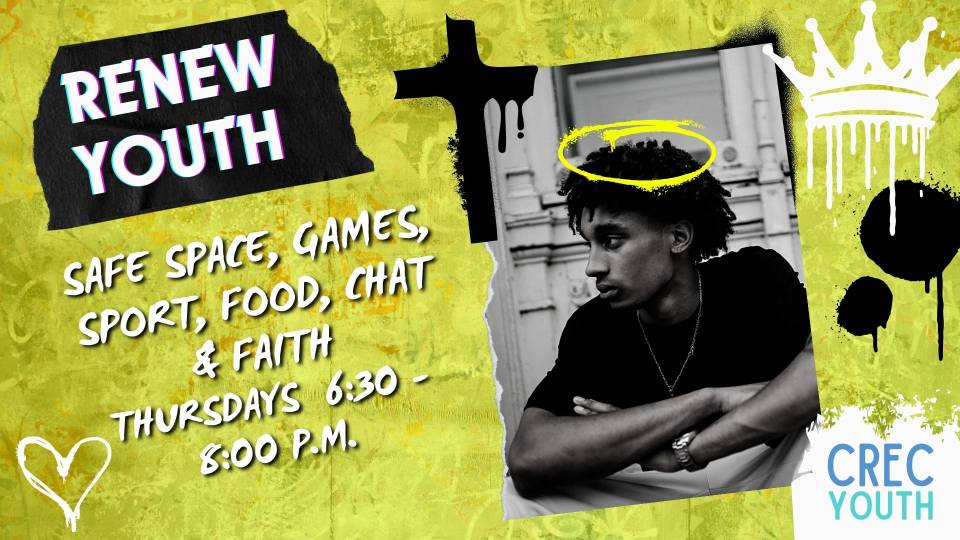 RENEW
YOUTH
SAFE SPACE, GAMES,
SPORT, FOOD, CHAT
& FAITH
THURSDAYS 6:30 -
8:00 P.M.
CREC
YOUTH